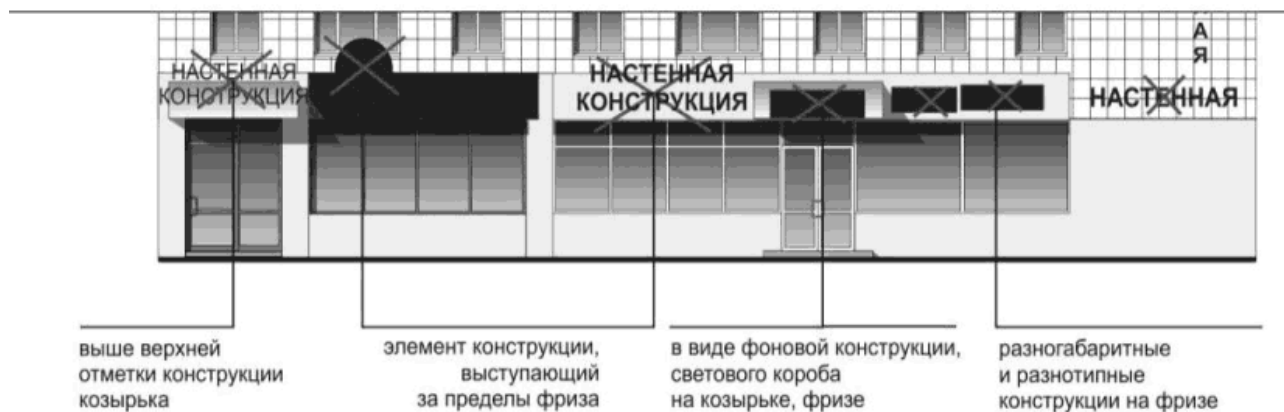 А
А
Я
НАСТЕННАЯ
КОНСТРУКЦИЯ
НАСТЕННАЯ
КОНСТРУКЦИЯ
НАСТЕННАЯ
выше верхней
отметки конструкции
козырька
элемент конструкции,
выступающий
за пределы фриза
в виде фоновой конструкции,
светового короба
на козырьке, фризе
разногабаритные
и разнотипные
конструкции на фризе